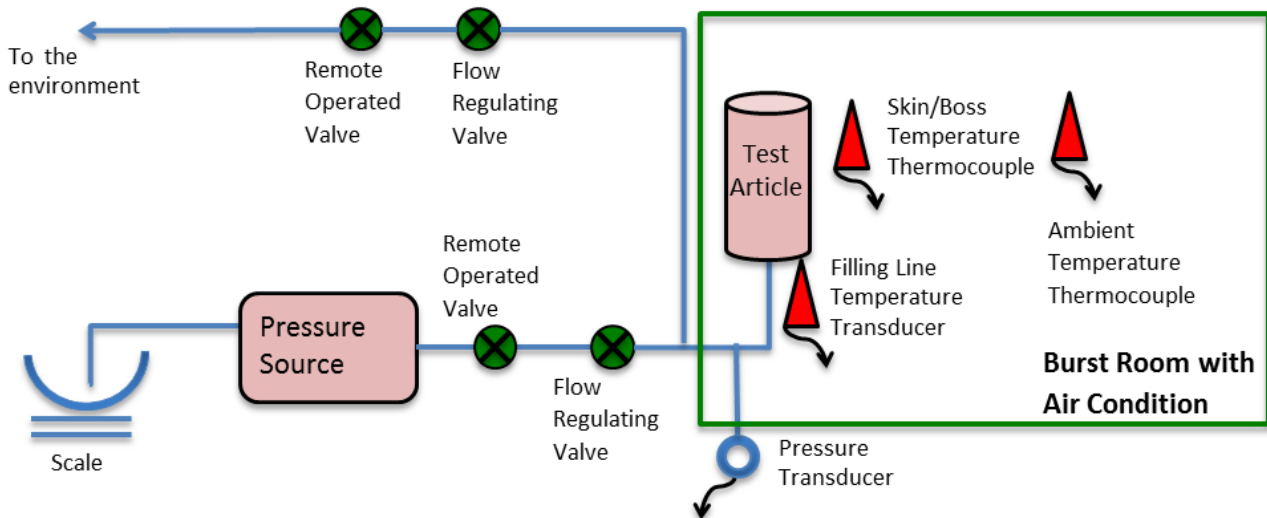 To the
environment
Remote
Operated
Valve
Flow
Regulating
Valve
Test
Article
Skin/Boss
Temperature
Thermocouple
Ambient
Temperature
Thermocouple
Remote
Operated
Valve
Filling Line
Temperature
Transducer
Pressure
Source
Flow
Regulating
Valve
Burst Room with
Air Condition
Scale
Pressure
Transducer